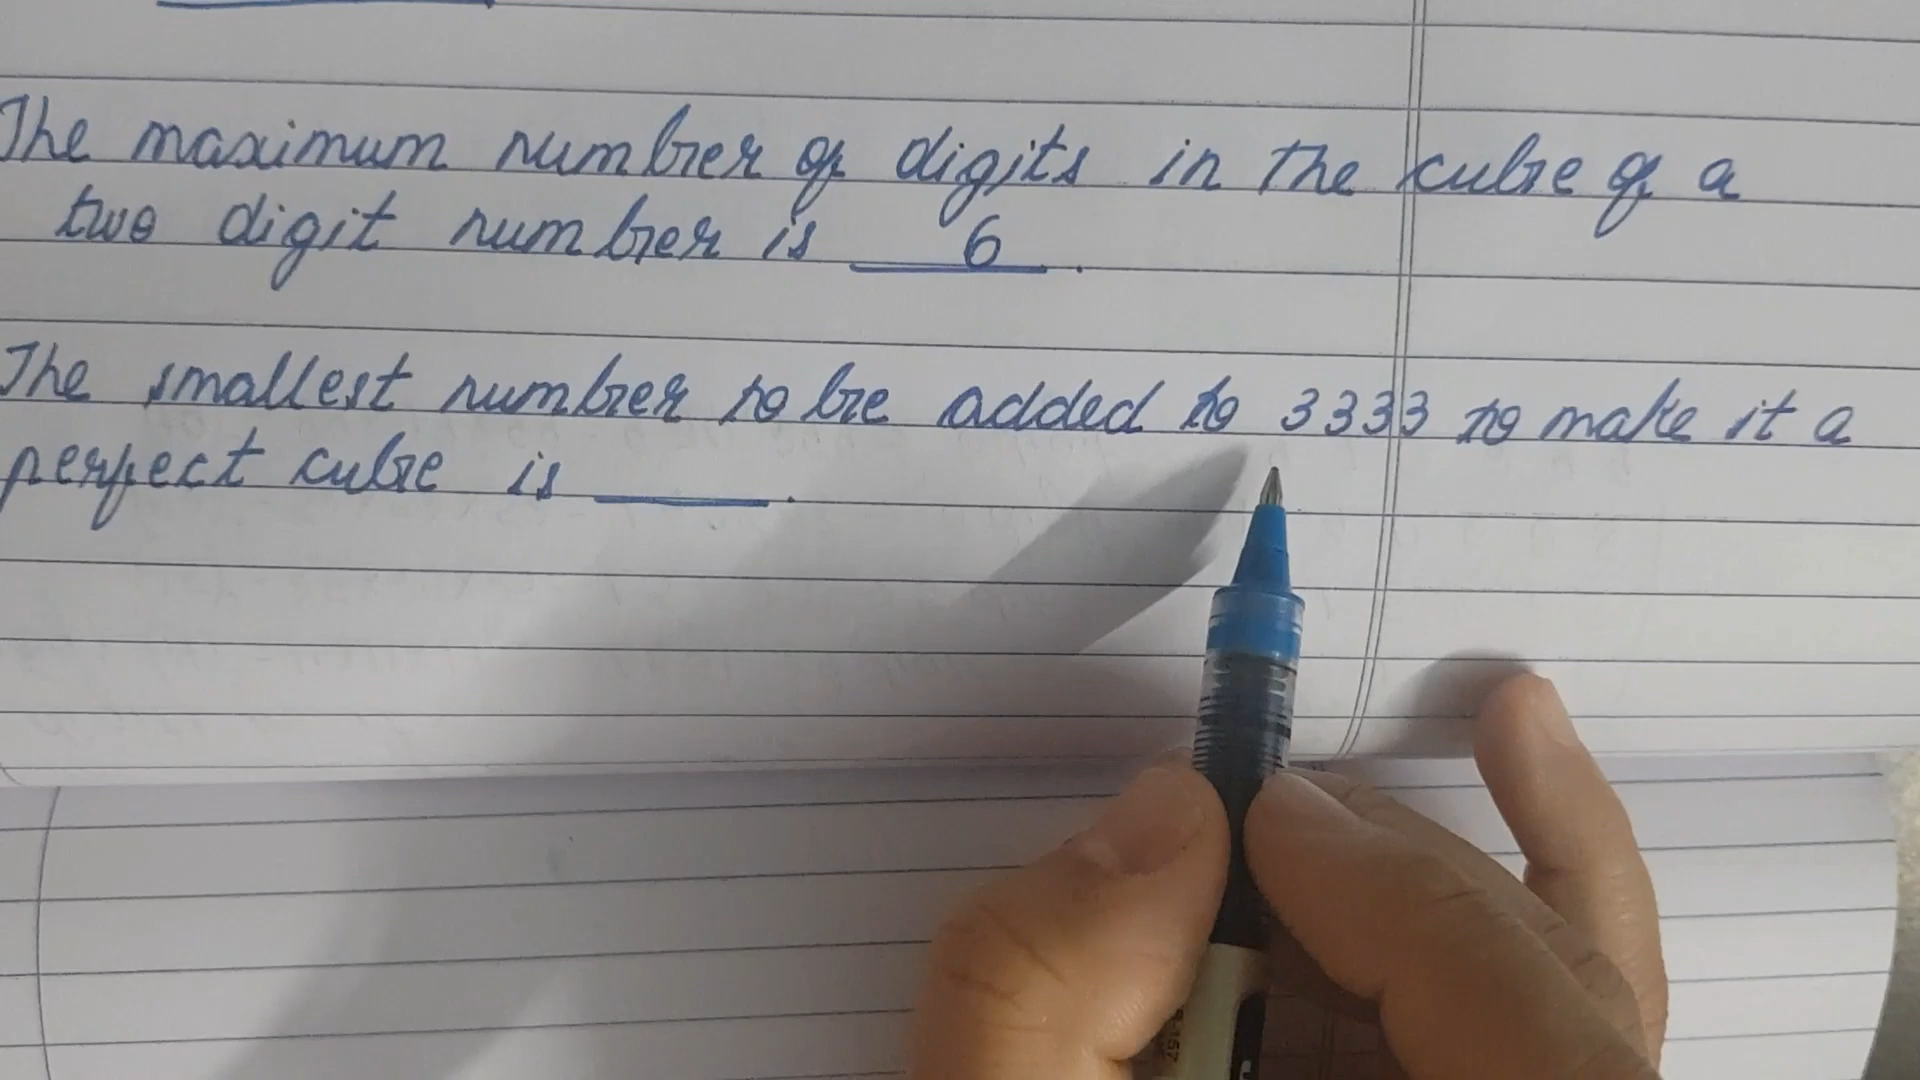 The maximum number of digits in the cube of a
two digit number is 6.
The smallest number to be added to 3333 to make it a
perfect cube is ____.